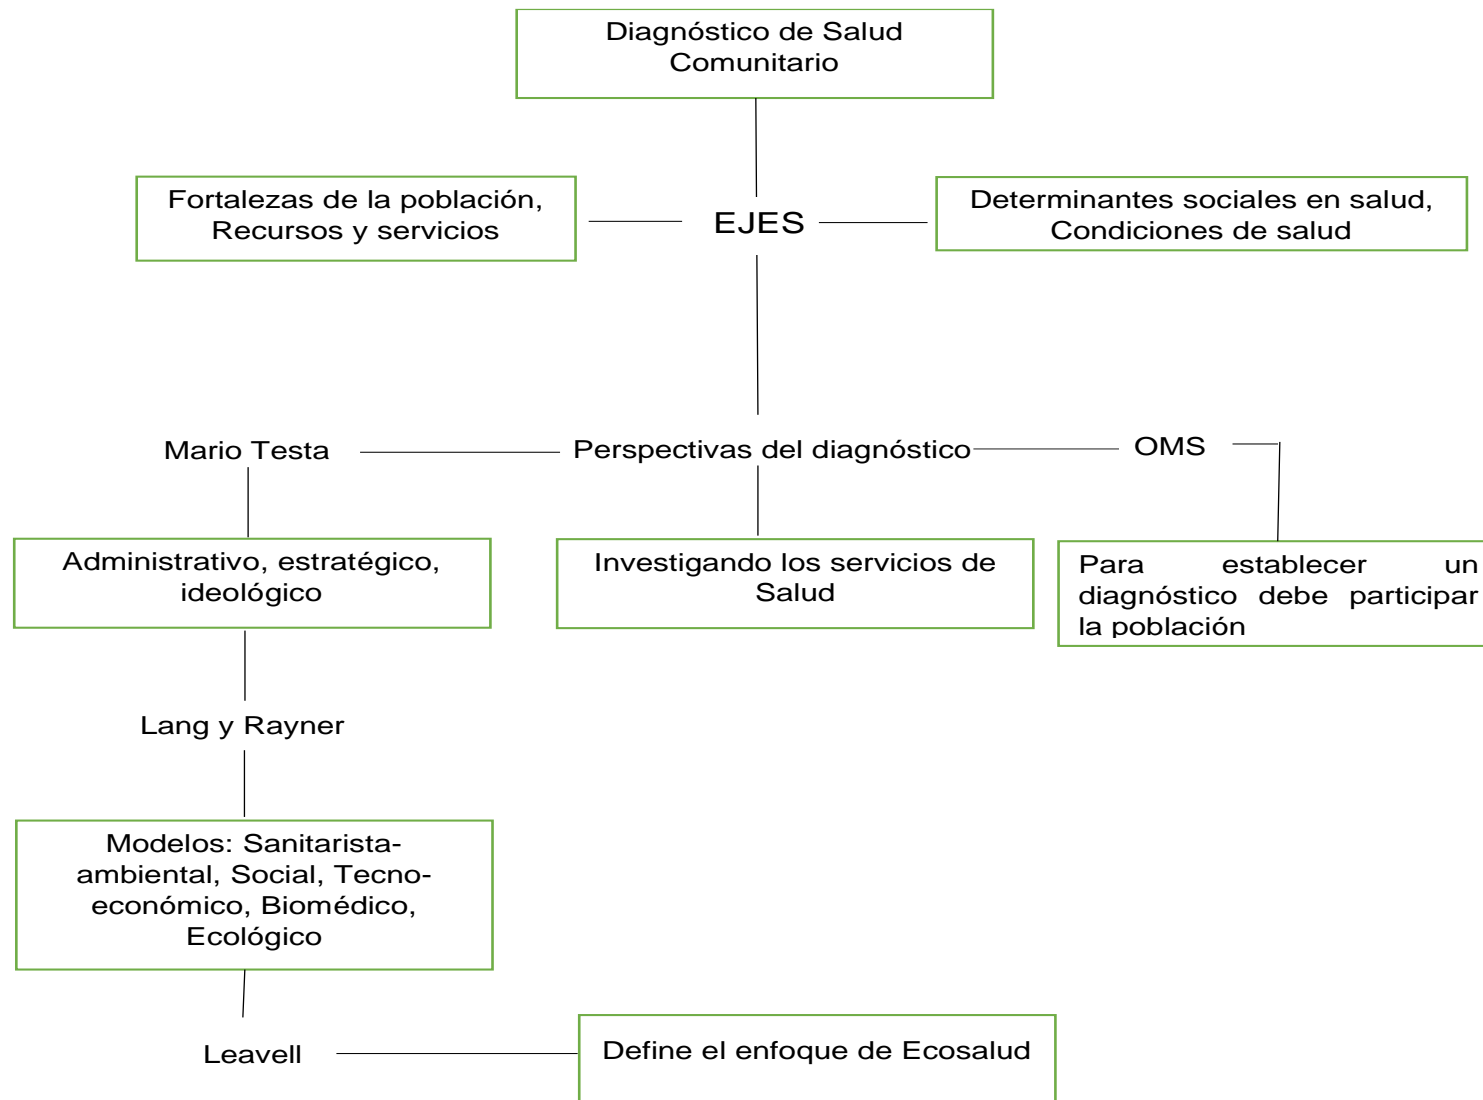 Diagnóstico de Salud
Comunitario
Fortalezas de la población,
Recursos y servicios
EJES
Determinantes sociales en salud,
Condiciones de salud
Mario Testa
Perspectivas del diagnóstico
OMS
Administrativo, estratégico,
ideológico
Investigando los servicios de
Salud
Para establecer un
diagnóstico debe participar
la población
Lang y Rayner
Modelos: Sanitarista-
ambiental, Social, Tecno-
económico, Biomédico,
Ecológico
Leavell
Define el enfoque de Ecosalud